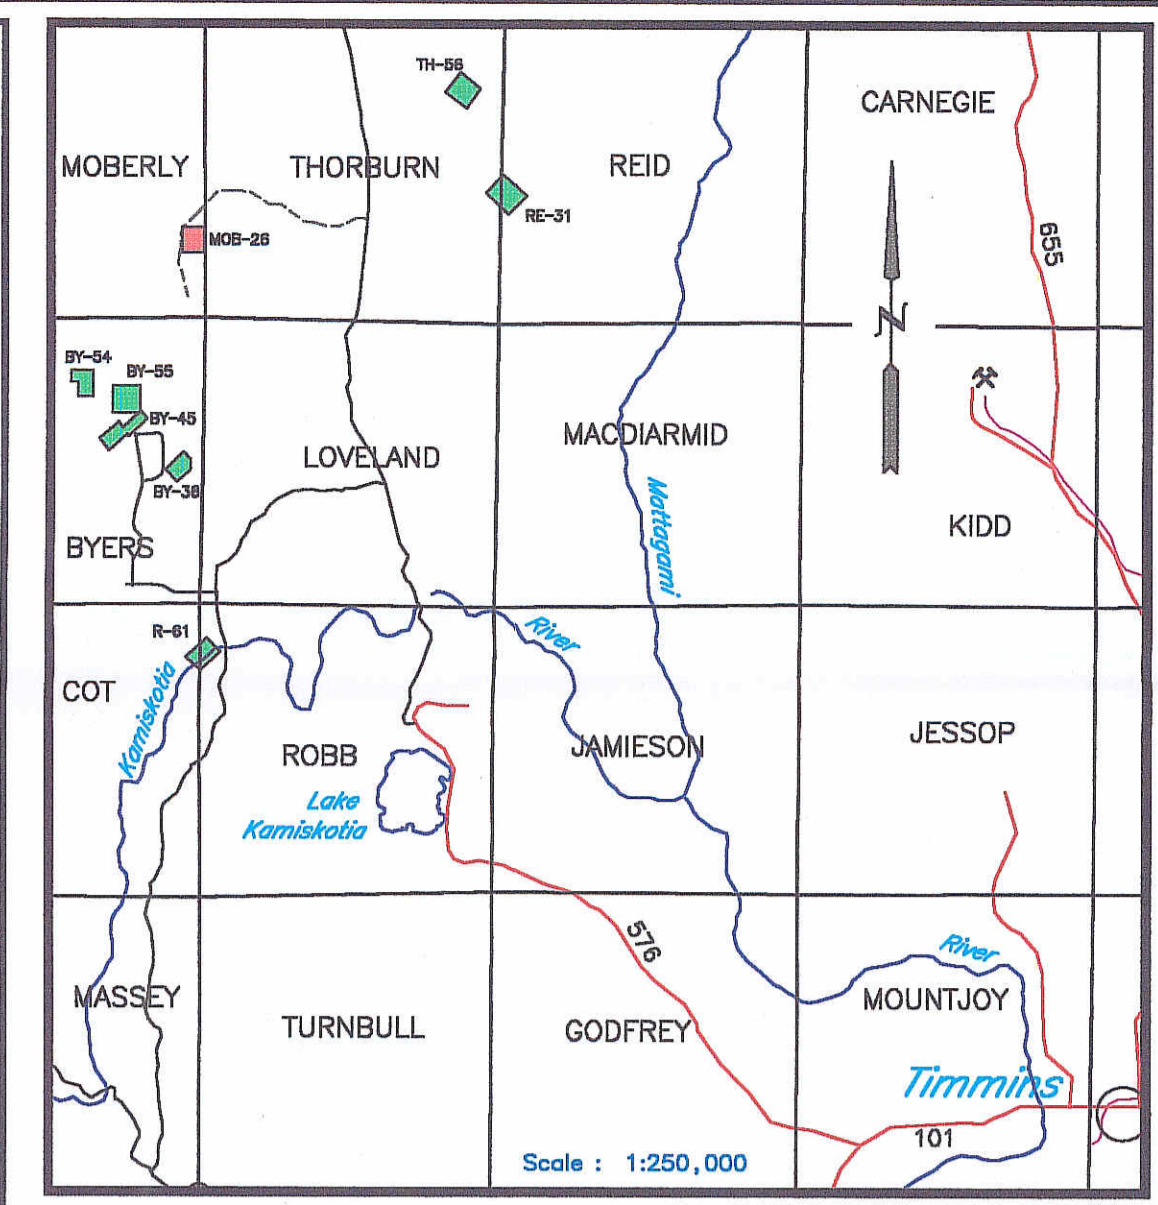 TH-56
CARNEGIE
MOBERLY
THORBURN
REID
RE-31
MOB-26
655
N
BY-54
BY-55
BY-45
LOVELAND
MACDIARMID
BY-38
Mattagami
KIDD
BYERS
R-61
River
COT
Kamiskotia
ROBB
JAMIESON
JESSOP
Lake
Kamiskotia
576
River
MASSEY
TURNBULL
GODFREY
MOUNTJOY
Timmins
101
Scale : 1:250,000